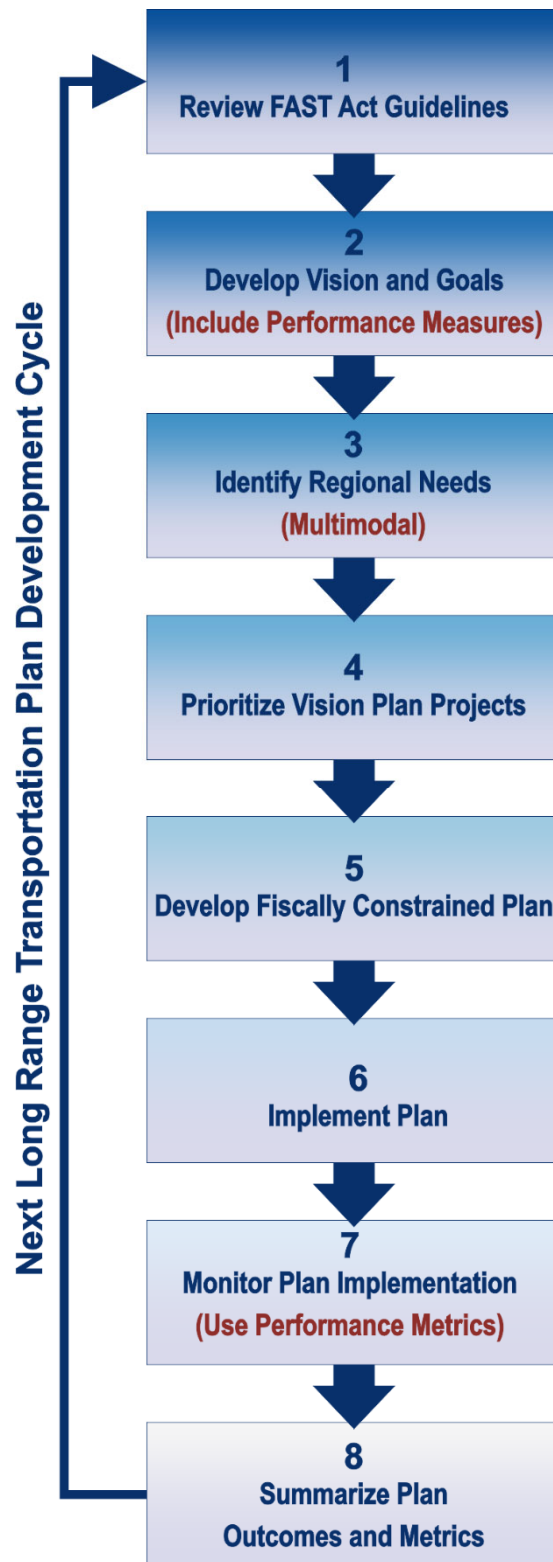 1
Review FAST Act Guidelines
2
Develop Vision and Goals
(Include Performance Measures)
3
Identify Regional Needs
(Multimodal)
4
Prioritize Vision Plan Projects
5
Develop Fiscally Constrained Plan
6
Implement Plan
7
Monitor Plan Implementation
(Use Performance Metrics)
8
Summarize Plan
Outcomes and Metrics
Next Long Range Transportation Plan Development Cycle